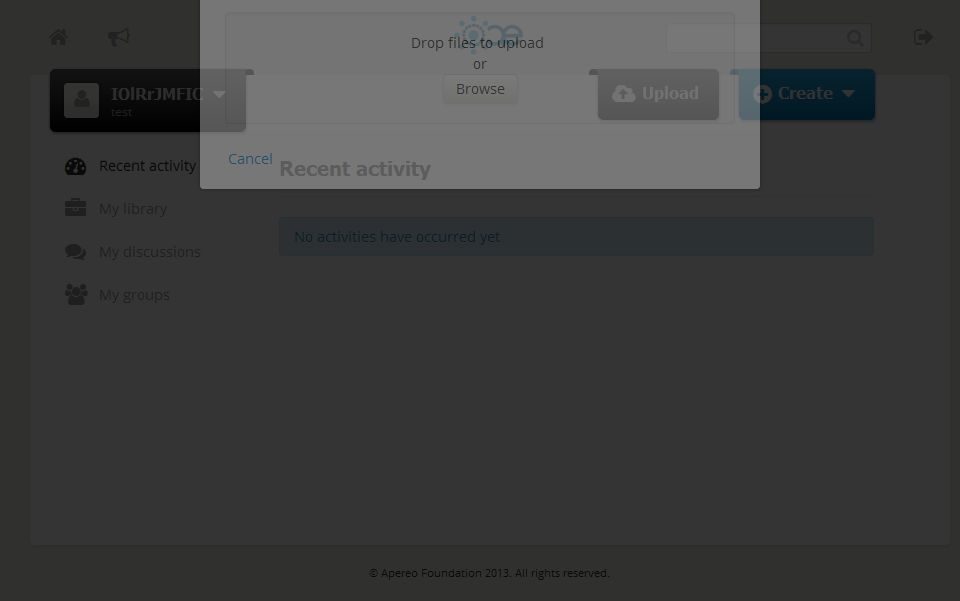 oae
Drop files to upload
or
Browse
IOlRrJMFIC
test
Upload
Create
Cancel
Recent activity
Recent activity
My library
My discussions
My groups
No activities have occurred yet
© Apereo Foundation 2013. All rights reserved.